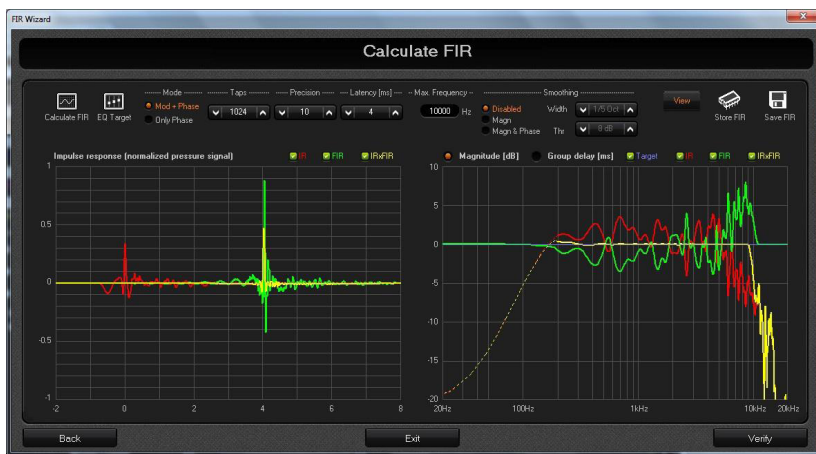 FIR Wizard
Calculate FIR
Mode Taps Precision Latency [ms] Max. Frequency Smoothing
Calculate FIR EQ Target Mod + Phase Only Phase 1024 10 4 10000 Hz Disabled Magn Magn & Phase Width 1/5 Oct Thr 8 dB View Store FIR Save FIR
Impulse response (normalized pressure signal) IR FIR IRxFIR
1
0.5
0
-0.5
-1
-2 0 2 4 6 8
Magnitude [dB] Group delay [ms] Target IR FIR IRxFIR
10
5
0
-5
-10
-15
-20
20Hz 100Hz 1kHz 10kHz 20kHz
Back Exit Verify